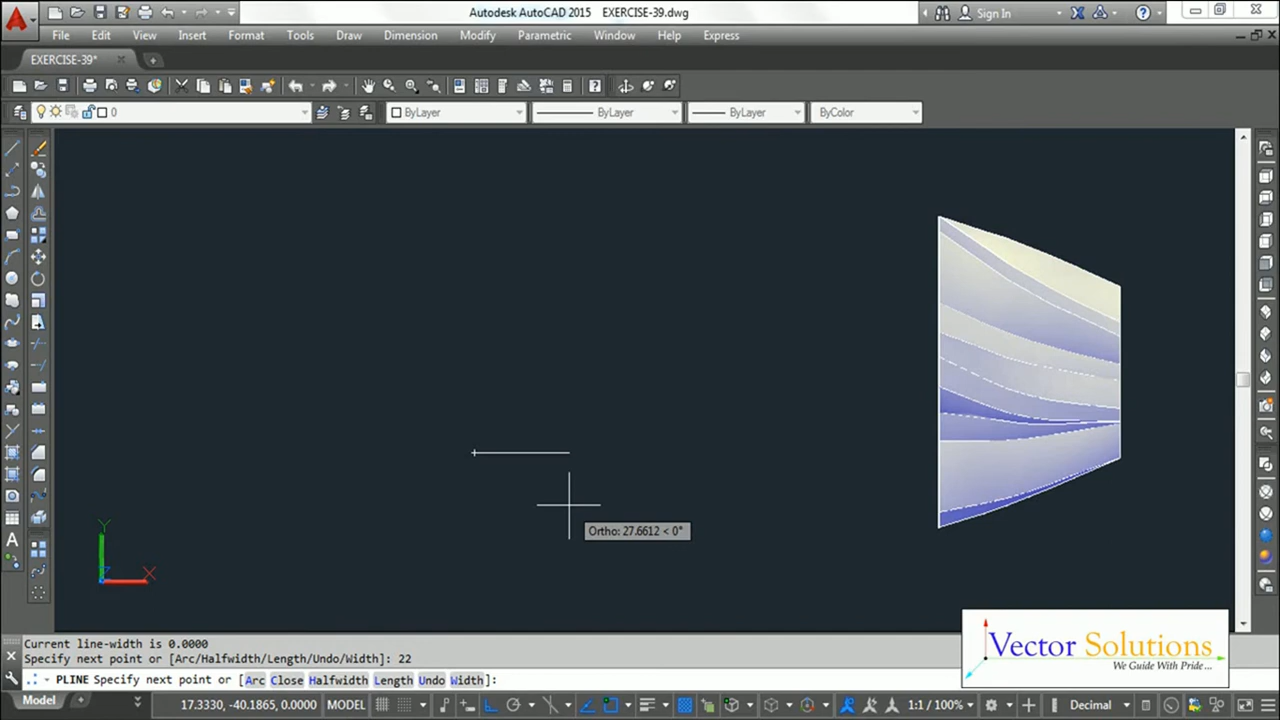 Autodesk AutoCAD 2015 EXERCISE-39.dwg
Sign In
File Edit View Insert Format Tools Draw Dimension Modify Parametric Window Help Express
EXERCISE-39*
0
ByLayer
ByLayer
ByLayer
ByColor
Ortho: 27.6612 < 0°
Y
X
Z
A
Current line-width is 0.0000
Specify next point or [Arc/Halfwidth/Length/Undo/Width]: 22
PLINE Specify next point or [Arc Close Halfwidth Length Undo Width]:
Vector Solutions
We Guide With Pride...
Model
17.3330, -40.1865, 0.0000 MODEL
1:1 / 100%
Decimal